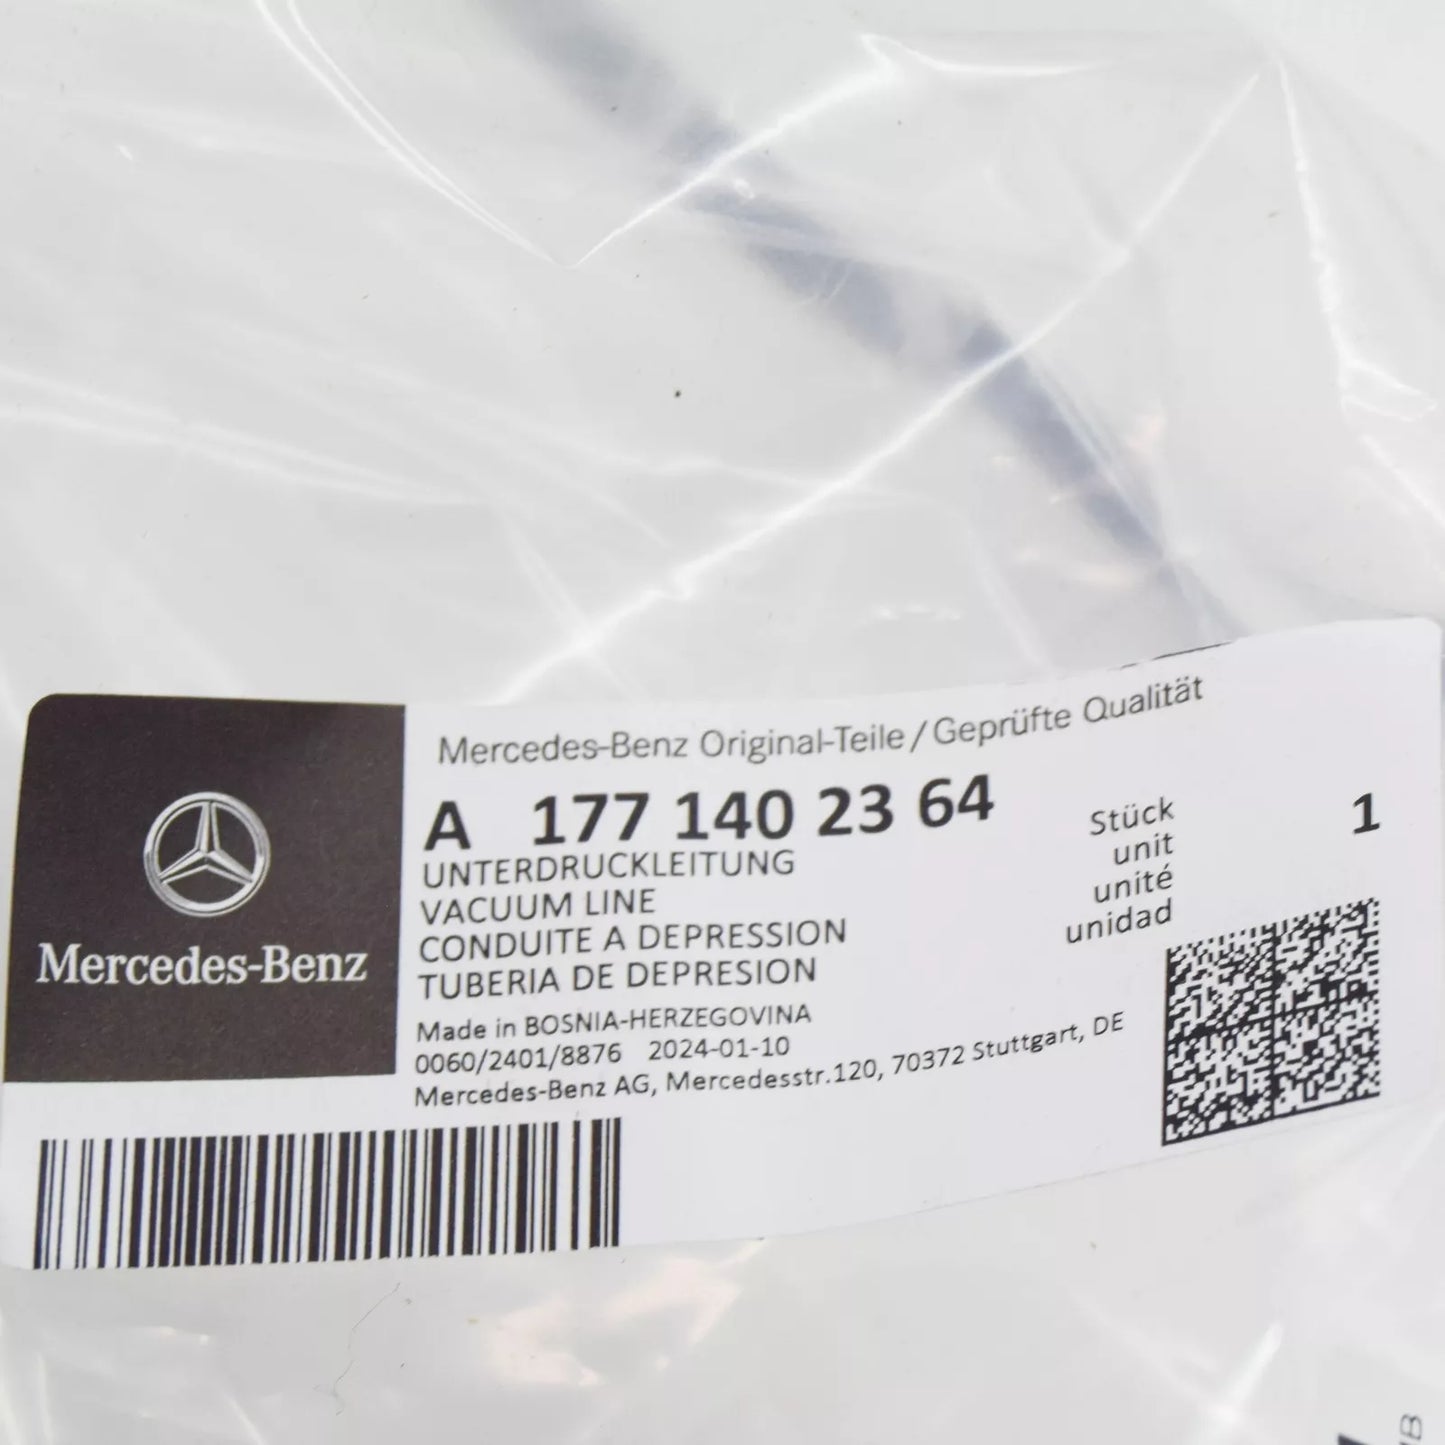 Mercedes-Benz
Mercedes-Benz Original-Teile / Geprüfte Qualität
A 177 140 23 64
UNTERDRUCKLEITUNG
VACUUM LINE
CONDUITE A DEPRESSION
TUBERIA DE DEPRESION
Stück 1
unit
unité
unidad
Made in BOSNIA-HERZEGOVINA
0060/2401/8876 2024-01-10
Mercedes-Benz AG, Mercedesstr.120, 70372 Stuttgart, DE